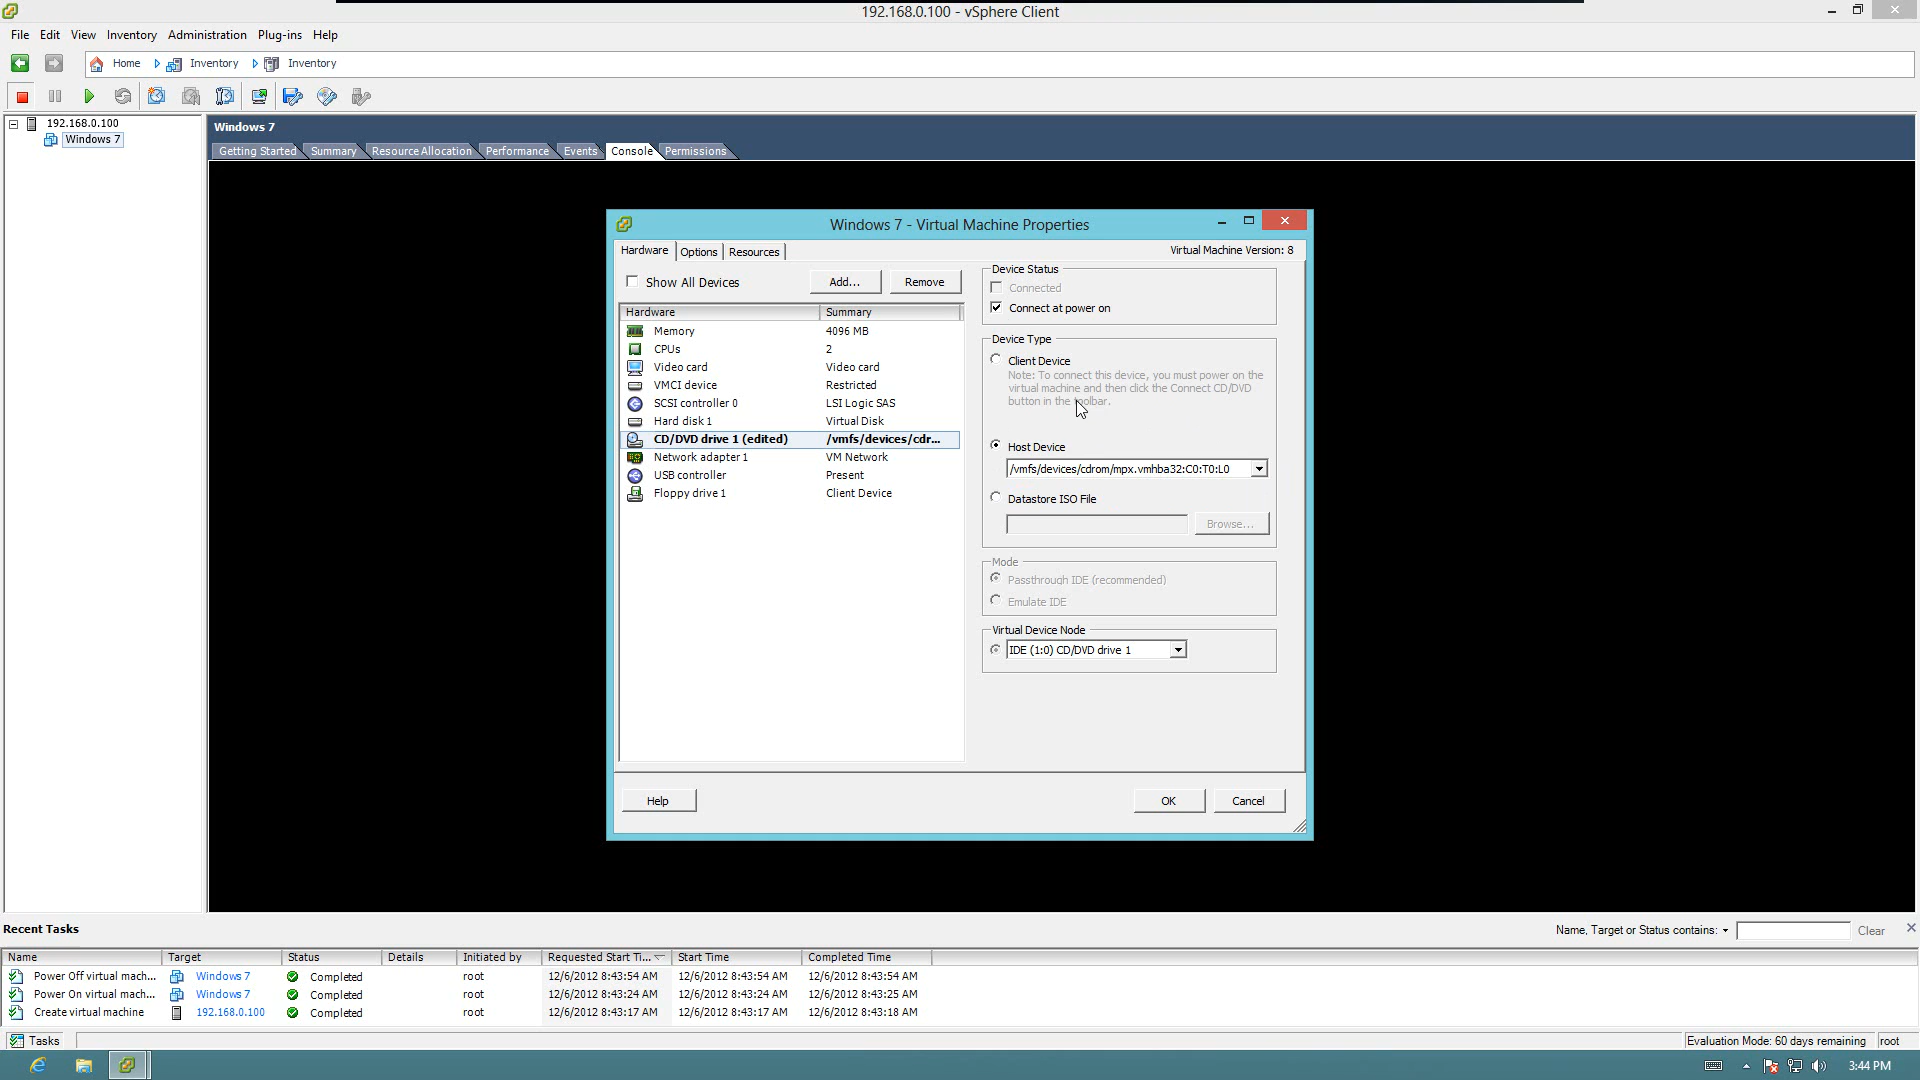 192.168.0.100 - vSphere Client
File Edit View Inventory Administration Plug-ins Help
Home Inventory Inventory
192.168.0.100
Windows 7
Windows 7
Getting Started Summary Resource Allocation Performance Events Console Permissions
Windows 7 - Virtual Machine Properties
Hardware Options Resources
Virtual Machine Version: 8
Show All Devices Add... Remove
Hardware Summary
Memory 4096 MB
CPUs 2
Video card Video card
VMCI device Restricted
SCSI controller 0 LSI Logic SAS
Hard disk 1 Virtual Disk
CD/DVD drive 1 (edited) /vmfs/devices/cdr...
Network adapter 1 VM Network
USB controller Present
Floppy drive 1 Client Device
Device Status
Connected
Connect at power on
Device Type
Client Device
Note: To connect this device, you must power on the
virtual machine and then click the Connect CD/DVD
button in the toolbar.
Host Device
/vmfs/devices/cdrom/mpx.vmhba32:C0:T0:L0
Datastore ISO File
Browse...
Mode
Passthrough IDE (recommended)
Emulate IDE
Virtual Device Node
IDE (1:0) CD/DVD drive 1
Help OK Cancel
Recent Tasks
Name, Target or Status contains: Clear
Name Target Status Details Initiated by Requested Start Ti... Start Time Completed Time
Power Off virtual mach... Windows 7 Completed root 12/6/2012 8:43:54 AM 12/6/2012 8:43:54 AM 12/6/2012 8:43:54 AM
Power On virtual mach... Windows 7 Completed root 12/6/2012 8:43:24 AM 12/6/2012 8:43:24 AM 12/6/2012 8:43:25 AM
Create virtual machine 192.168.0.100 Completed root 12/6/2012 8:43:17 AM 12/6/2012 8:43:17 AM 12/6/2012 8:43:18 AM
Tasks
Evaluation Mode: 60 days remaining root
3:44 PM